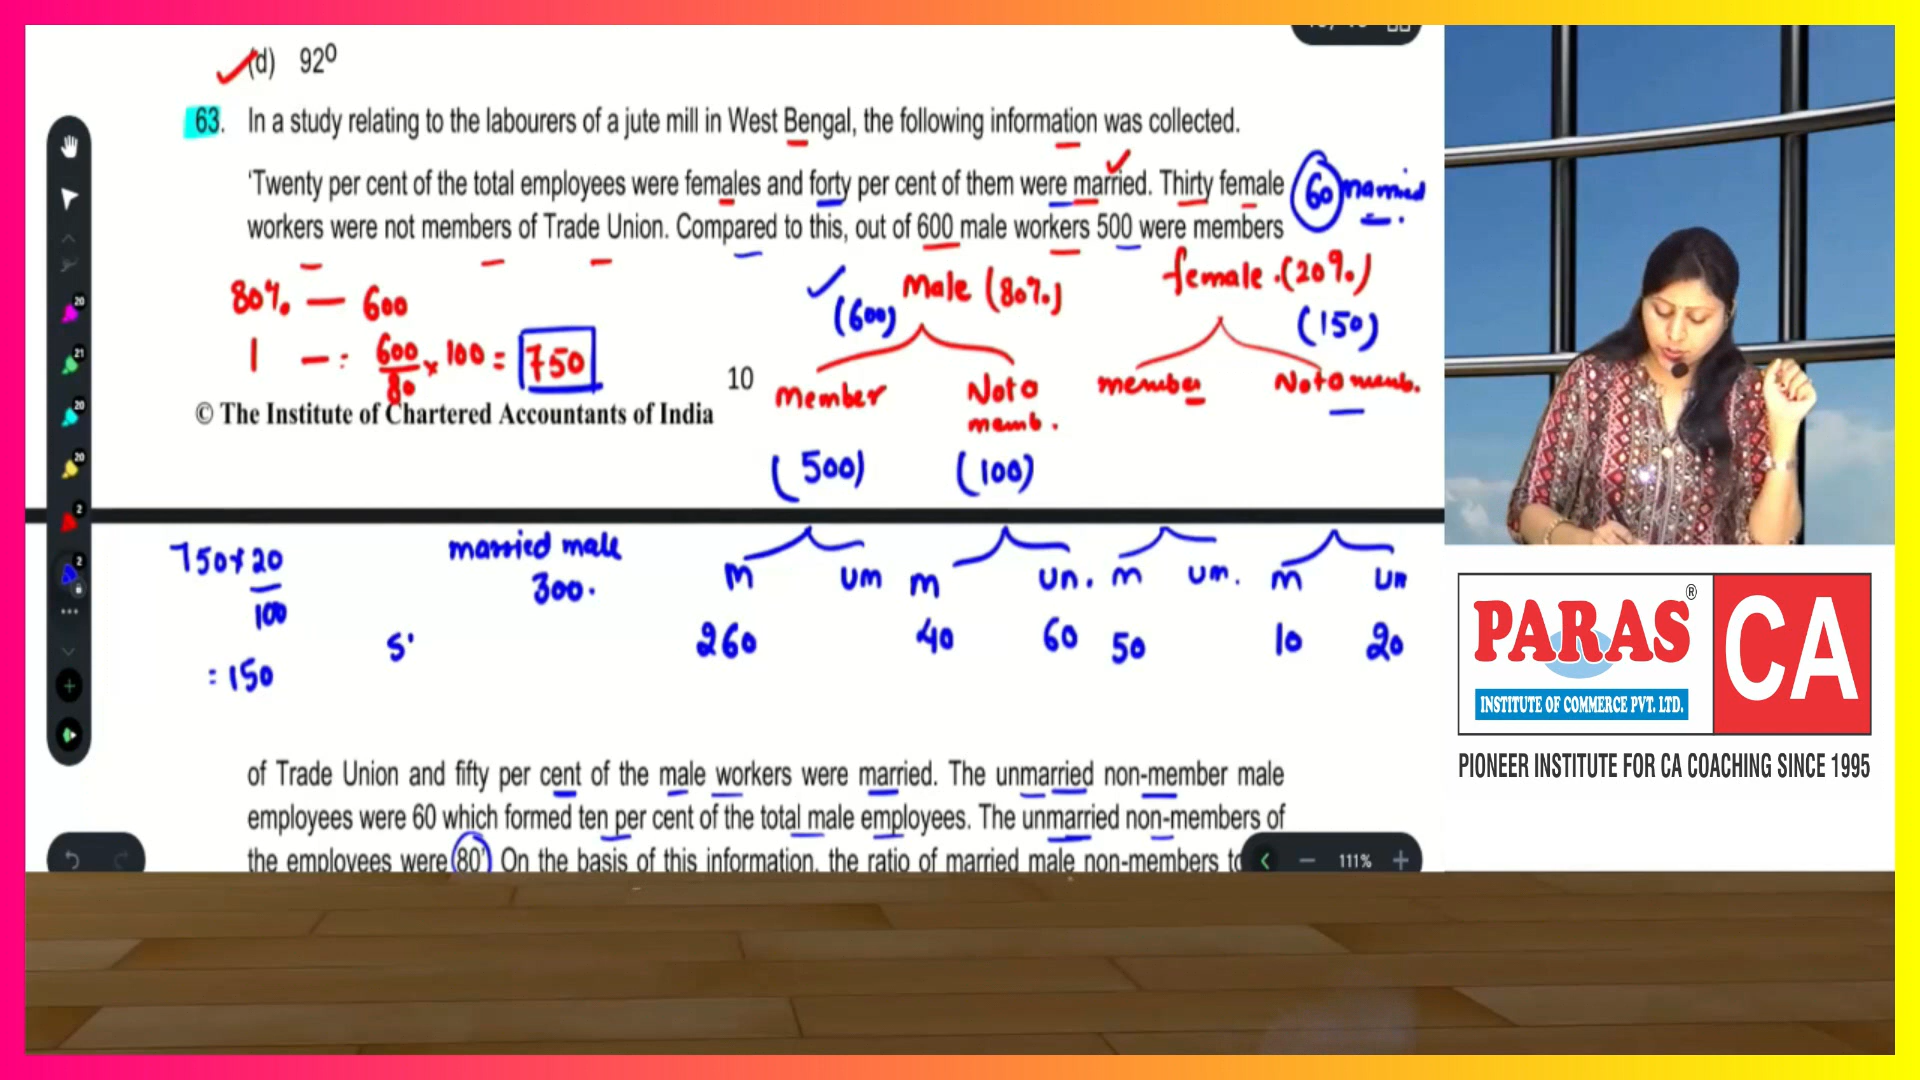 (d) 92⁰
63. In a study relating to the labourers of a jute mill in West Bengal, the following information was collected.
'Twenty per cent of the total employees were females and forty per cent of them were married. Thirty female
60 married.
workers were not members of Trade Union. Compared to this, out of 600 male workers 500 were members
80% — 600
1 — : 600/80 × 100 = 750
Male (80%)
(600)
female.(20%)
(150)
10
member
Not a memb.
member
Not a memb.
© The Institute of Chartered Accountants of India
(500)
(100)
750 × 20/100
= 150
married male
300.
m um m un. m um. m un
260 40 60 50 10 20
of Trade Union and fifty per cent of the male workers were married. The unmarried non-member male
employees were 60 which formed ten per cent of the total male employees. The unmarried non-members of
the employees were 80'. On the basis of this information, the ratio of married male non-members to
111%
20
21
20
20
2
2
PARAS®
INSTITUTE OF COMMERCE PVT. LTD.
CA
PIONEER INSTITUTE FOR CA COACHING SINCE 1995